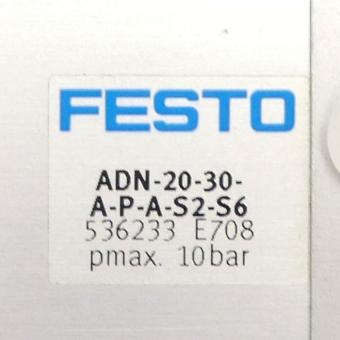 FESTO
ADN-20-30-
A-P-A-S2-S6
536233 E708
pmax. 10bar